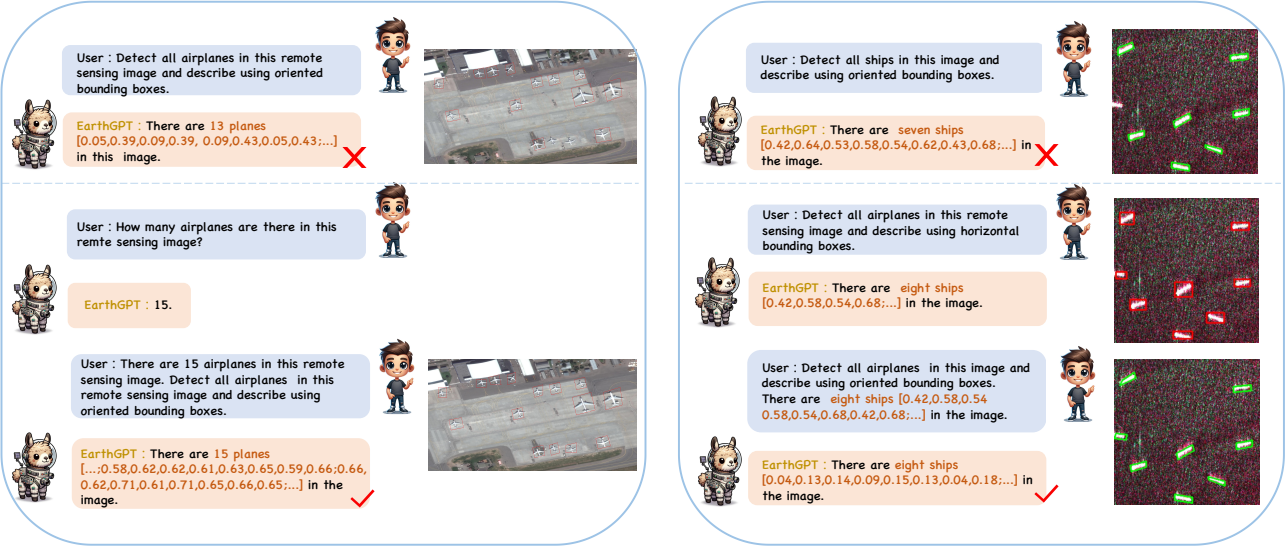 User : Detect all airplanes in this remote
sensing image and describe using oriented
bounding boxes.
EarthGPT : There are 13 planes
[0.05,0.39,0.09,0.39, 0.09,0.43,0.05,0.43;...]
in this image.
User : How many airplanes are there in this
remte sensing image?
EarthGPT : 15.
User : There are 15 airplanes in this remote
sensing image. Detect all airplanes in this
remote sensing image and describe using
oriented bounding boxes.
EarthGPT : There are 15 planes
[...;0.58,0.62,0.62,0.61,0.63,0.65,0.59,0.66;0.66,
0.62,0.71,0.61,0.71,0.65,0.66,0.65;...] in the
image.
User : Detect all ships in this image and
describe using oriented bounding boxes.
EarthGPT : There are seven ships
[0.42,0.64,0.53,0.58,0.54,0.62,0.43,0.68;...] in
the image.
User : Detect all airplanes in this remote
sensing image and describe using horizontal
bounding boxes.
EarthGPT : There are eight ships
[0.42,0.58,0.54,0.68;...] in the image.
User : Detect all airplanes in this image and
describe using oriented bounding boxes.
There are eight ships [0.42,0.58,0.54
0.58,0.54,0.68,0.42,0.68;...] in the image.
EarthGPT : There are eight ships
[0.04,0.13,0.14,0.09,0.15,0.13,0.04,0.18;...] in
the image.